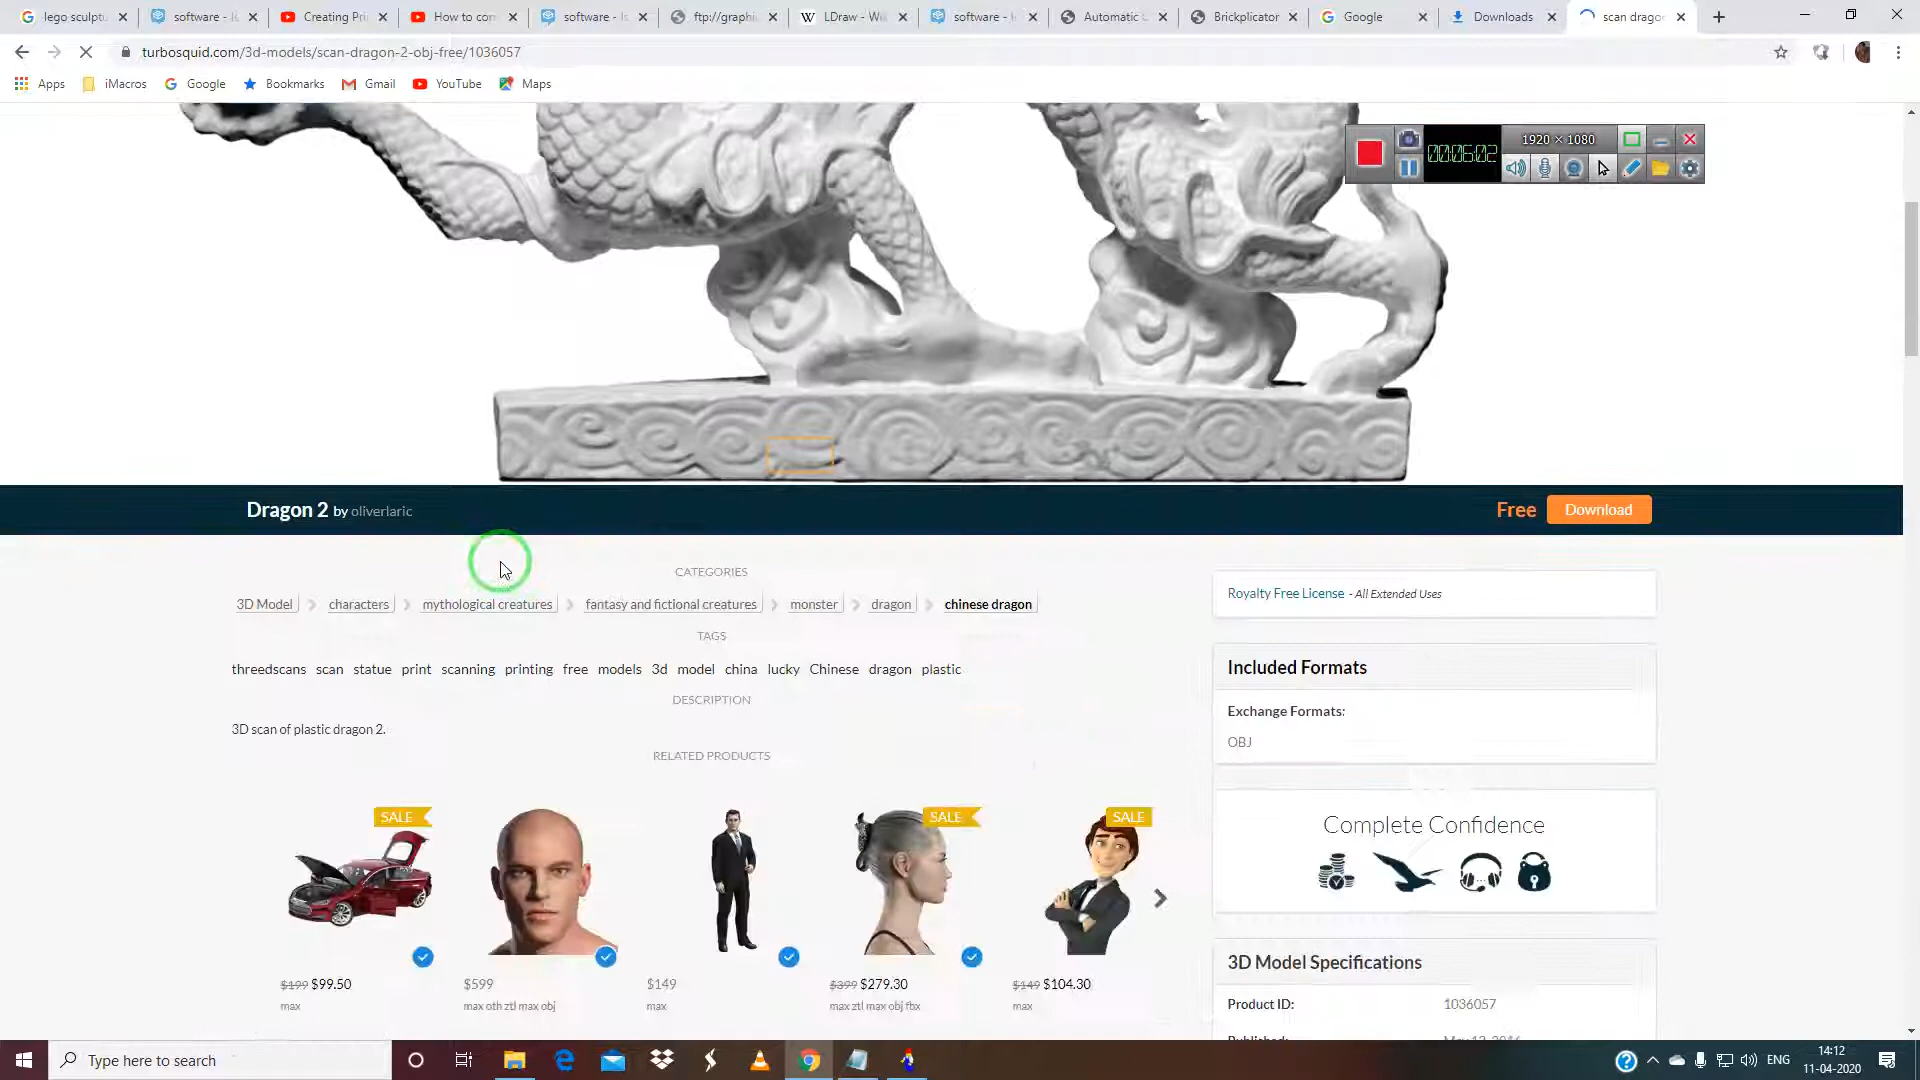 lego sculptu
software - Is
Creating Pri
How to con
software - Is
ftp://graphi
LDraw - Wik
software - I
Automatic L
Brickplicator
Google
Downloads
scan drago
turbosquid.com/3d-models/scan-dragon-2-obj-free/1036057
Apps iMacros Google Bookmarks Gmail YouTube Maps
1920 × 1080
00:06:02
Dragon 2 by oliverlaric
Free Download
CATEGORIES
3D Model characters mythological creatures fantasy and fictional creatures monster dragon chinese dragon
TAGS
threedscans scan statue print scanning printing free models 3d model china lucky Chinese dragon plastic
DESCRIPTION
3D scan of plastic dragon 2.
RELATED PRODUCTS
SALE SALE SALE
$199 $99.50 $599 $149 $399 $279.30 $149 $104.30
max max oth ztl max obj max max ztl max obj fbx max
Royalty Free License - All Extended Uses
Included Formats
Exchange Formats:
OBJ
Complete Confidence
3D Model Specifications
Product ID: 1036057
Type here to search
ENG
14:12
11-04-2020